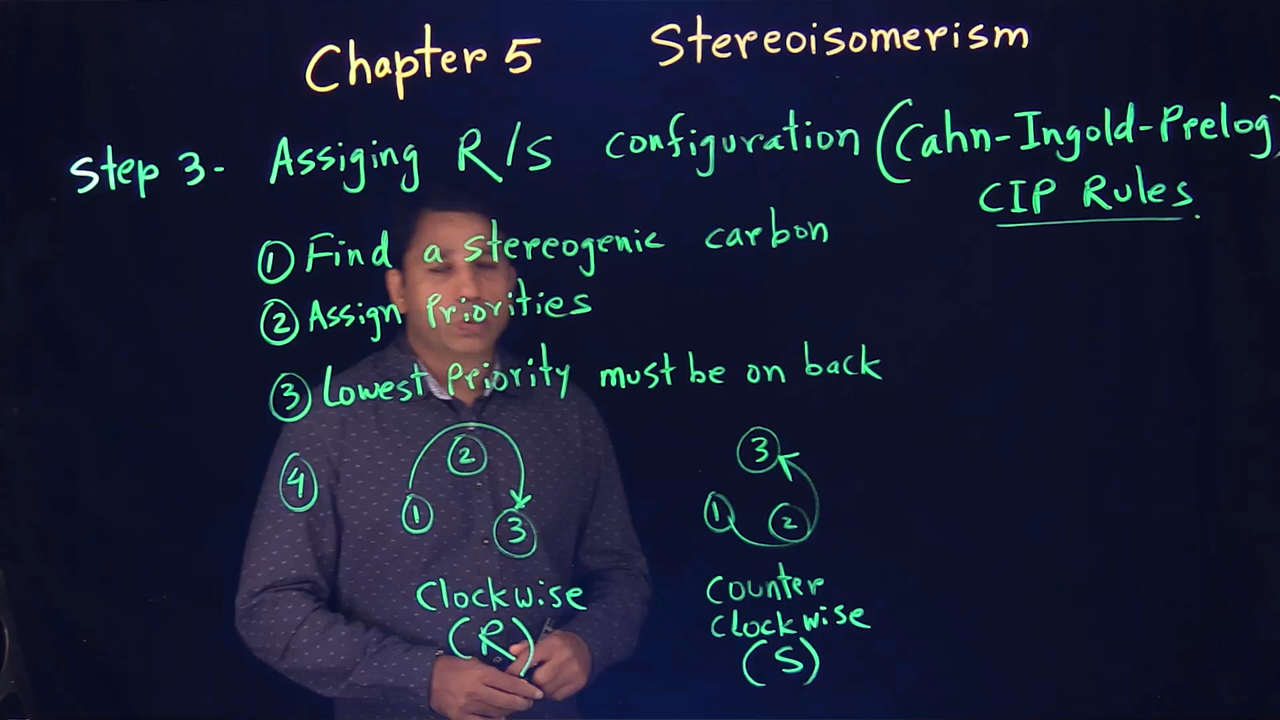 Chapter 5 Stereoisomerism
Step 3- Assiging R/S configuration (Cahn-Ingold-Prelog)
CIP Rules.
① Find a stereogenic carbon
② Assign Priorities
③ Lowest Priority must be on back
④ ① ② ③ ① ② ③
Clockwise
(R)
Counter
Clockwise
(S)